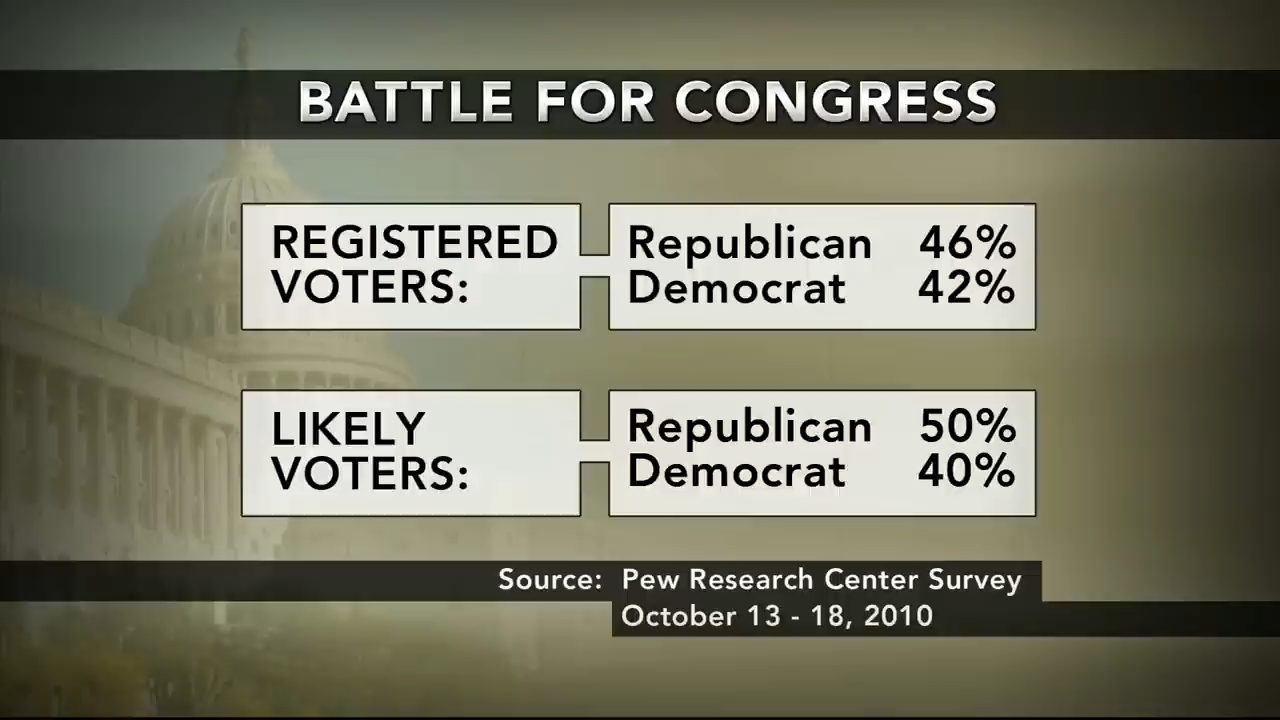 BATTLE FOR CONGRESS
REGISTERED
VOTERS:
Republican 46%
Democrat 42%
LIKELY
VOTERS:
Republican 50%
Democrat 40%
Source: Pew Research Center Survey
October 13 - 18, 2010